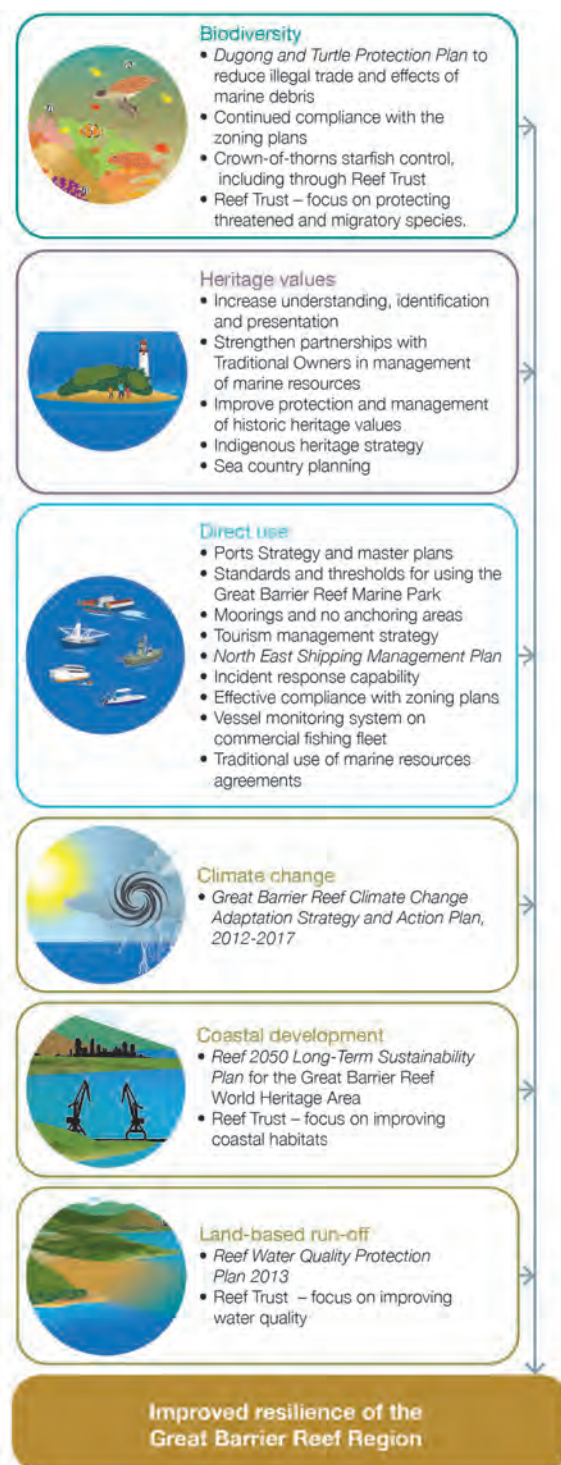 Biodiversity
• Dugong and Turtle Protection Plan to
reduce illegal trade and effects of
marine debris
• Continued compliance with the
zoning plans
• Crown-of-thorns starfish control,
including through Reef Trust
• Reef Trust – focus on protecting
threatened and migratory species.
Heritage values
• Increase understanding, identification
and presentation
• Strengthen partnerships with
Traditional Owners in management
of marine resources
• Improve protection and management
of historic heritage values
• Indigenous heritage strategy
• Sea country planning
Direct use
• Ports Strategy and master plans
• Standards and thresholds for using the
Great Barrier Reef Marine Park
• Moorings and no anchoring areas
• Tourism management strategy
• North East Shipping Management Plan
• Incident response capability
• Effective compliance with zoning plans
• Vessel monitoring system on
commercial fishing fleet
• Traditional use of marine resources
agreements
Climate change
• Great Barrier Reef Climate Change
Adaptation Strategy and Action Plan,
2012-2017
Coastal development
• Reef 2050 Long-Term Sustainability
Plan for the Great Barrier Reef
World Heritage Area
• Reef Trust – focus on improving
coastal habitats
Land-based run-off
• Reef Water Quality Protection
Plan 2013
• Reef Trust – focus on improving
water quality
Improved resilience of the
Great Barrier Reef Region